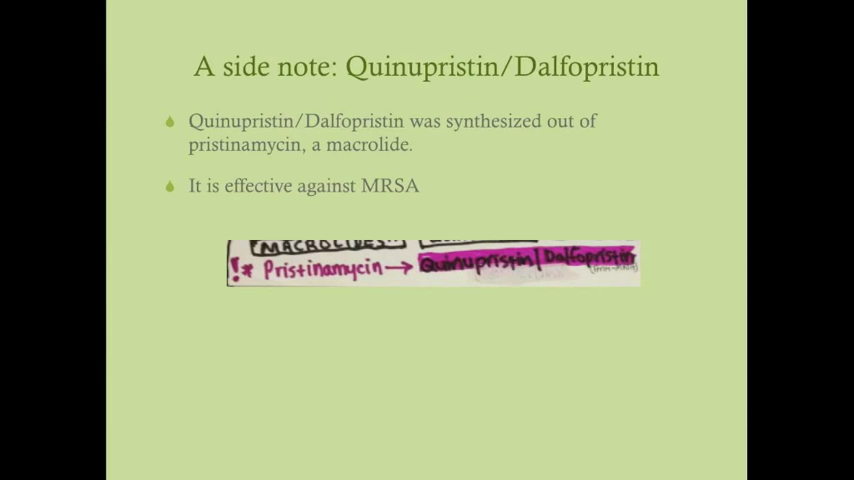 A side note: Quinupristin/Dalfopristin
Quinupristin/Dalfopristin was synthesized out of
pristinamycin, a macrolide.
It is effective against MRSA
MACROLIDES
!* Pristinamycin → Quinupristin/Dalfopristin